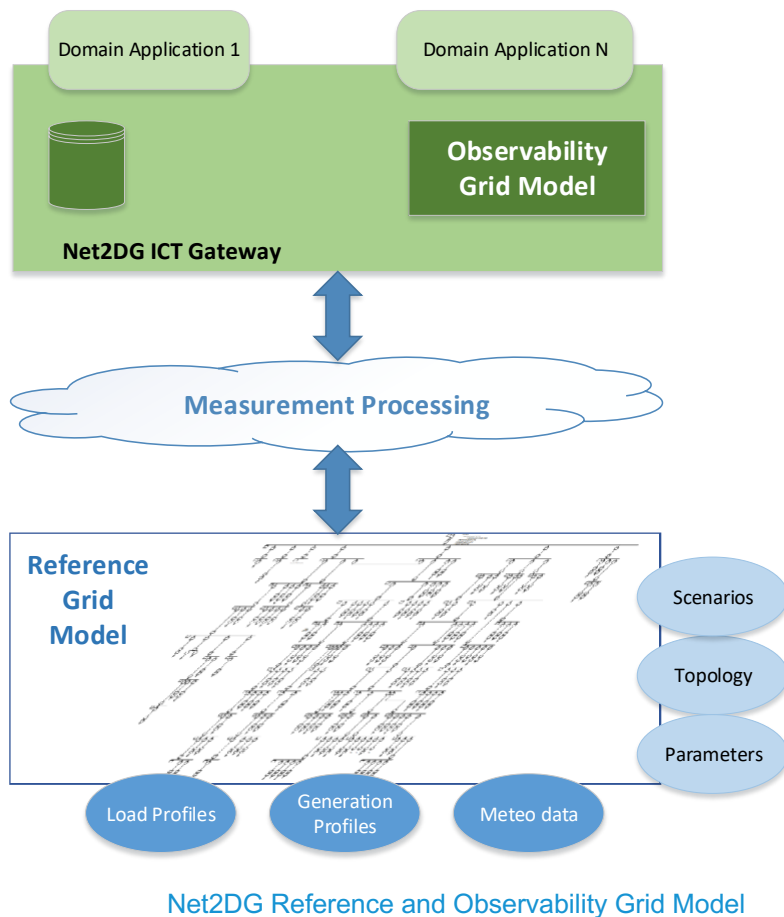 Domain Application 1
Domain Application N
Observability
Grid Model
Net2DG ICT Gateway
Measurement Processing
Reference
Grid
Model
Scenarios
Topology
Parameters
Load Profiles
Generation
Profiles
Meteo data
Net2DG Reference and Observability Grid Model